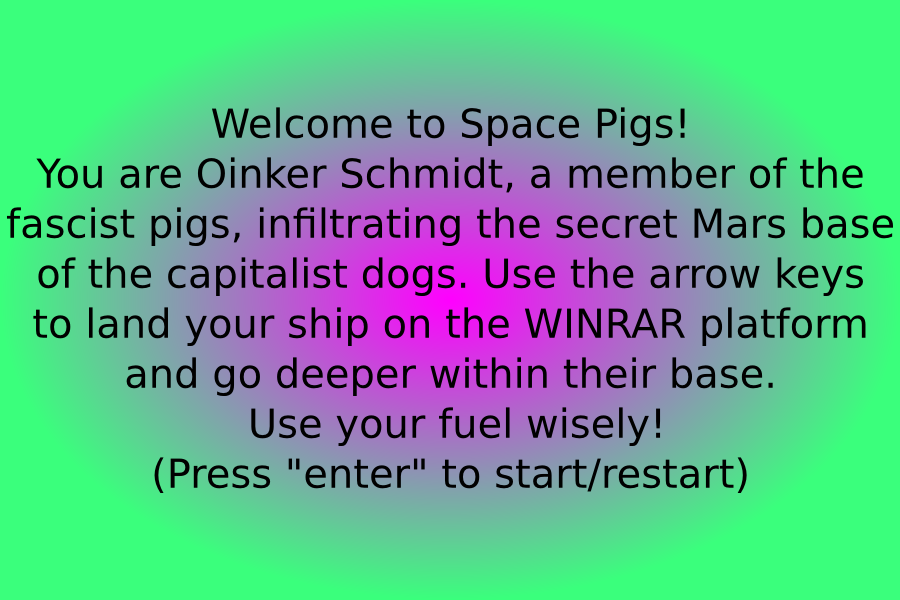 Welcome to Space Pigs!
You are Oinker Schmidt, a member of the
fascist pigs, infiltrating the secret Mars base
of the capitalist dogs. Use the arrow keys
to land your ship on the WINRAR platform
and go deeper within their base.
Use your fuel wisely!
(Press "enter" to start/restart)